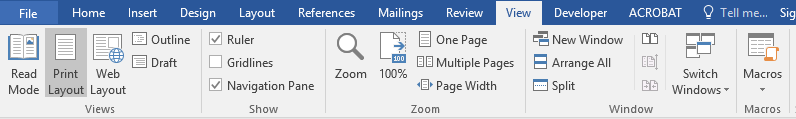 File Home Insert Design Layout References Mailings Review View Developer ACROBAT Tell me... Sig
Read Mode
Print Layout
Web Layout
Outline
Draft
Views
Ruler
Gridlines
Navigation Pane
Show
Zoom
100
100%
One Page
Multiple Pages
Page Width
Zoom
New Window
Arrange All
Split
Switch Windows
Window
Macros
Macros